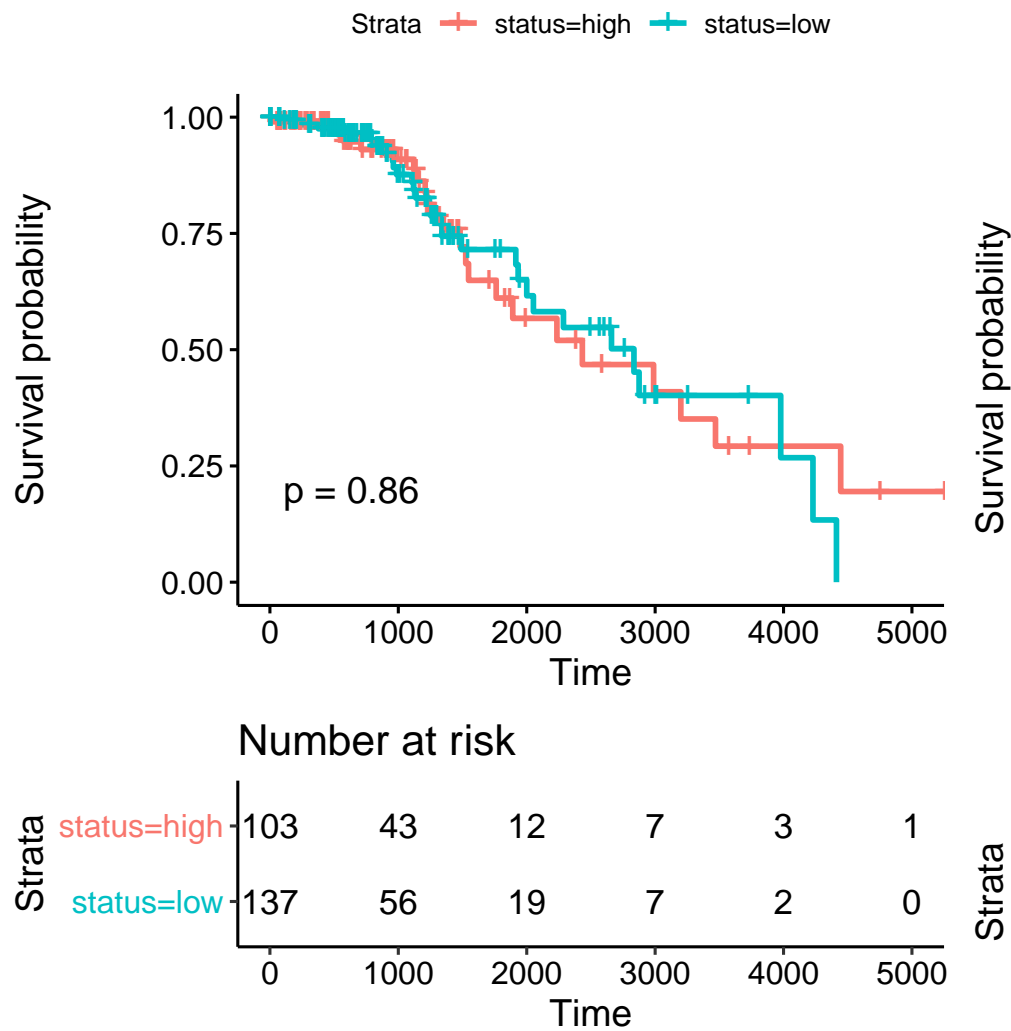 Strata status=high status=low
Survival probability
Survival probability
1.00
0.75
0.50
0.25
0.00
p = 0.86
0 1000 2000 3000 4000 5000
Time
Number at risk
Strata
Strata
status=high 103 43 12 7 3 1
status=low 137 56 19 7 2 0
0 1000 2000 3000 4000 5000
Time